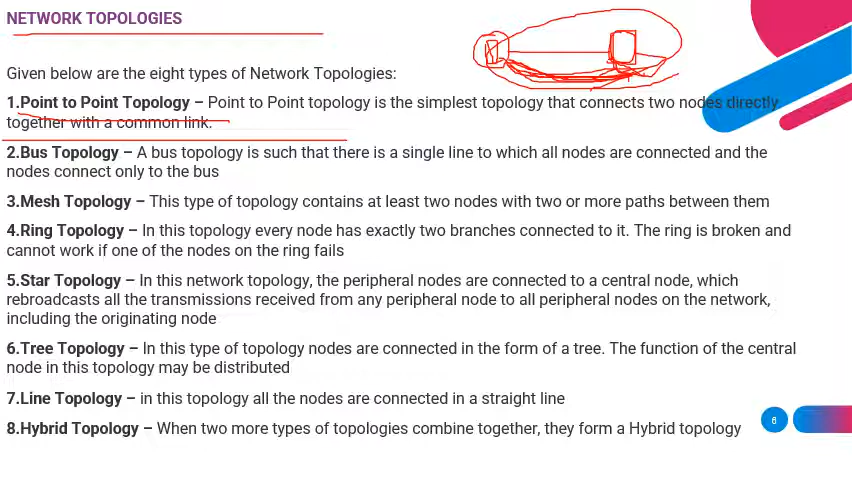 NETWORK TOPOLOGIES
Given below are the eight types of Network Topologies:
1.Point to Point Topology – Point to Point topology is the simplest topology that connects two nodes directly
together with a common link.
2.Bus Topology – A bus topology is such that there is a single line to which all nodes are connected and the
nodes connect only to the bus
3.Mesh Topology – This type of topology contains at least two nodes with two or more paths between them
4.Ring Topology – In this topology every node has exactly two branches connected to it. The ring is broken and
cannot work if one of the nodes on the ring fails
5.Star Topology – In this network topology, the peripheral nodes are connected to a central node, which
rebroadcasts all the transmissions received from any peripheral node to all peripheral nodes on the network,
including the originating node
6.Tree Topology – In this type of topology nodes are connected in the form of a tree. The function of the central
node in this topology may be distributed
7.Line Topology – in this topology all the nodes are connected in a straight line
8.Hybrid Topology – When two more types of topologies combine together, they form a Hybrid topology
6